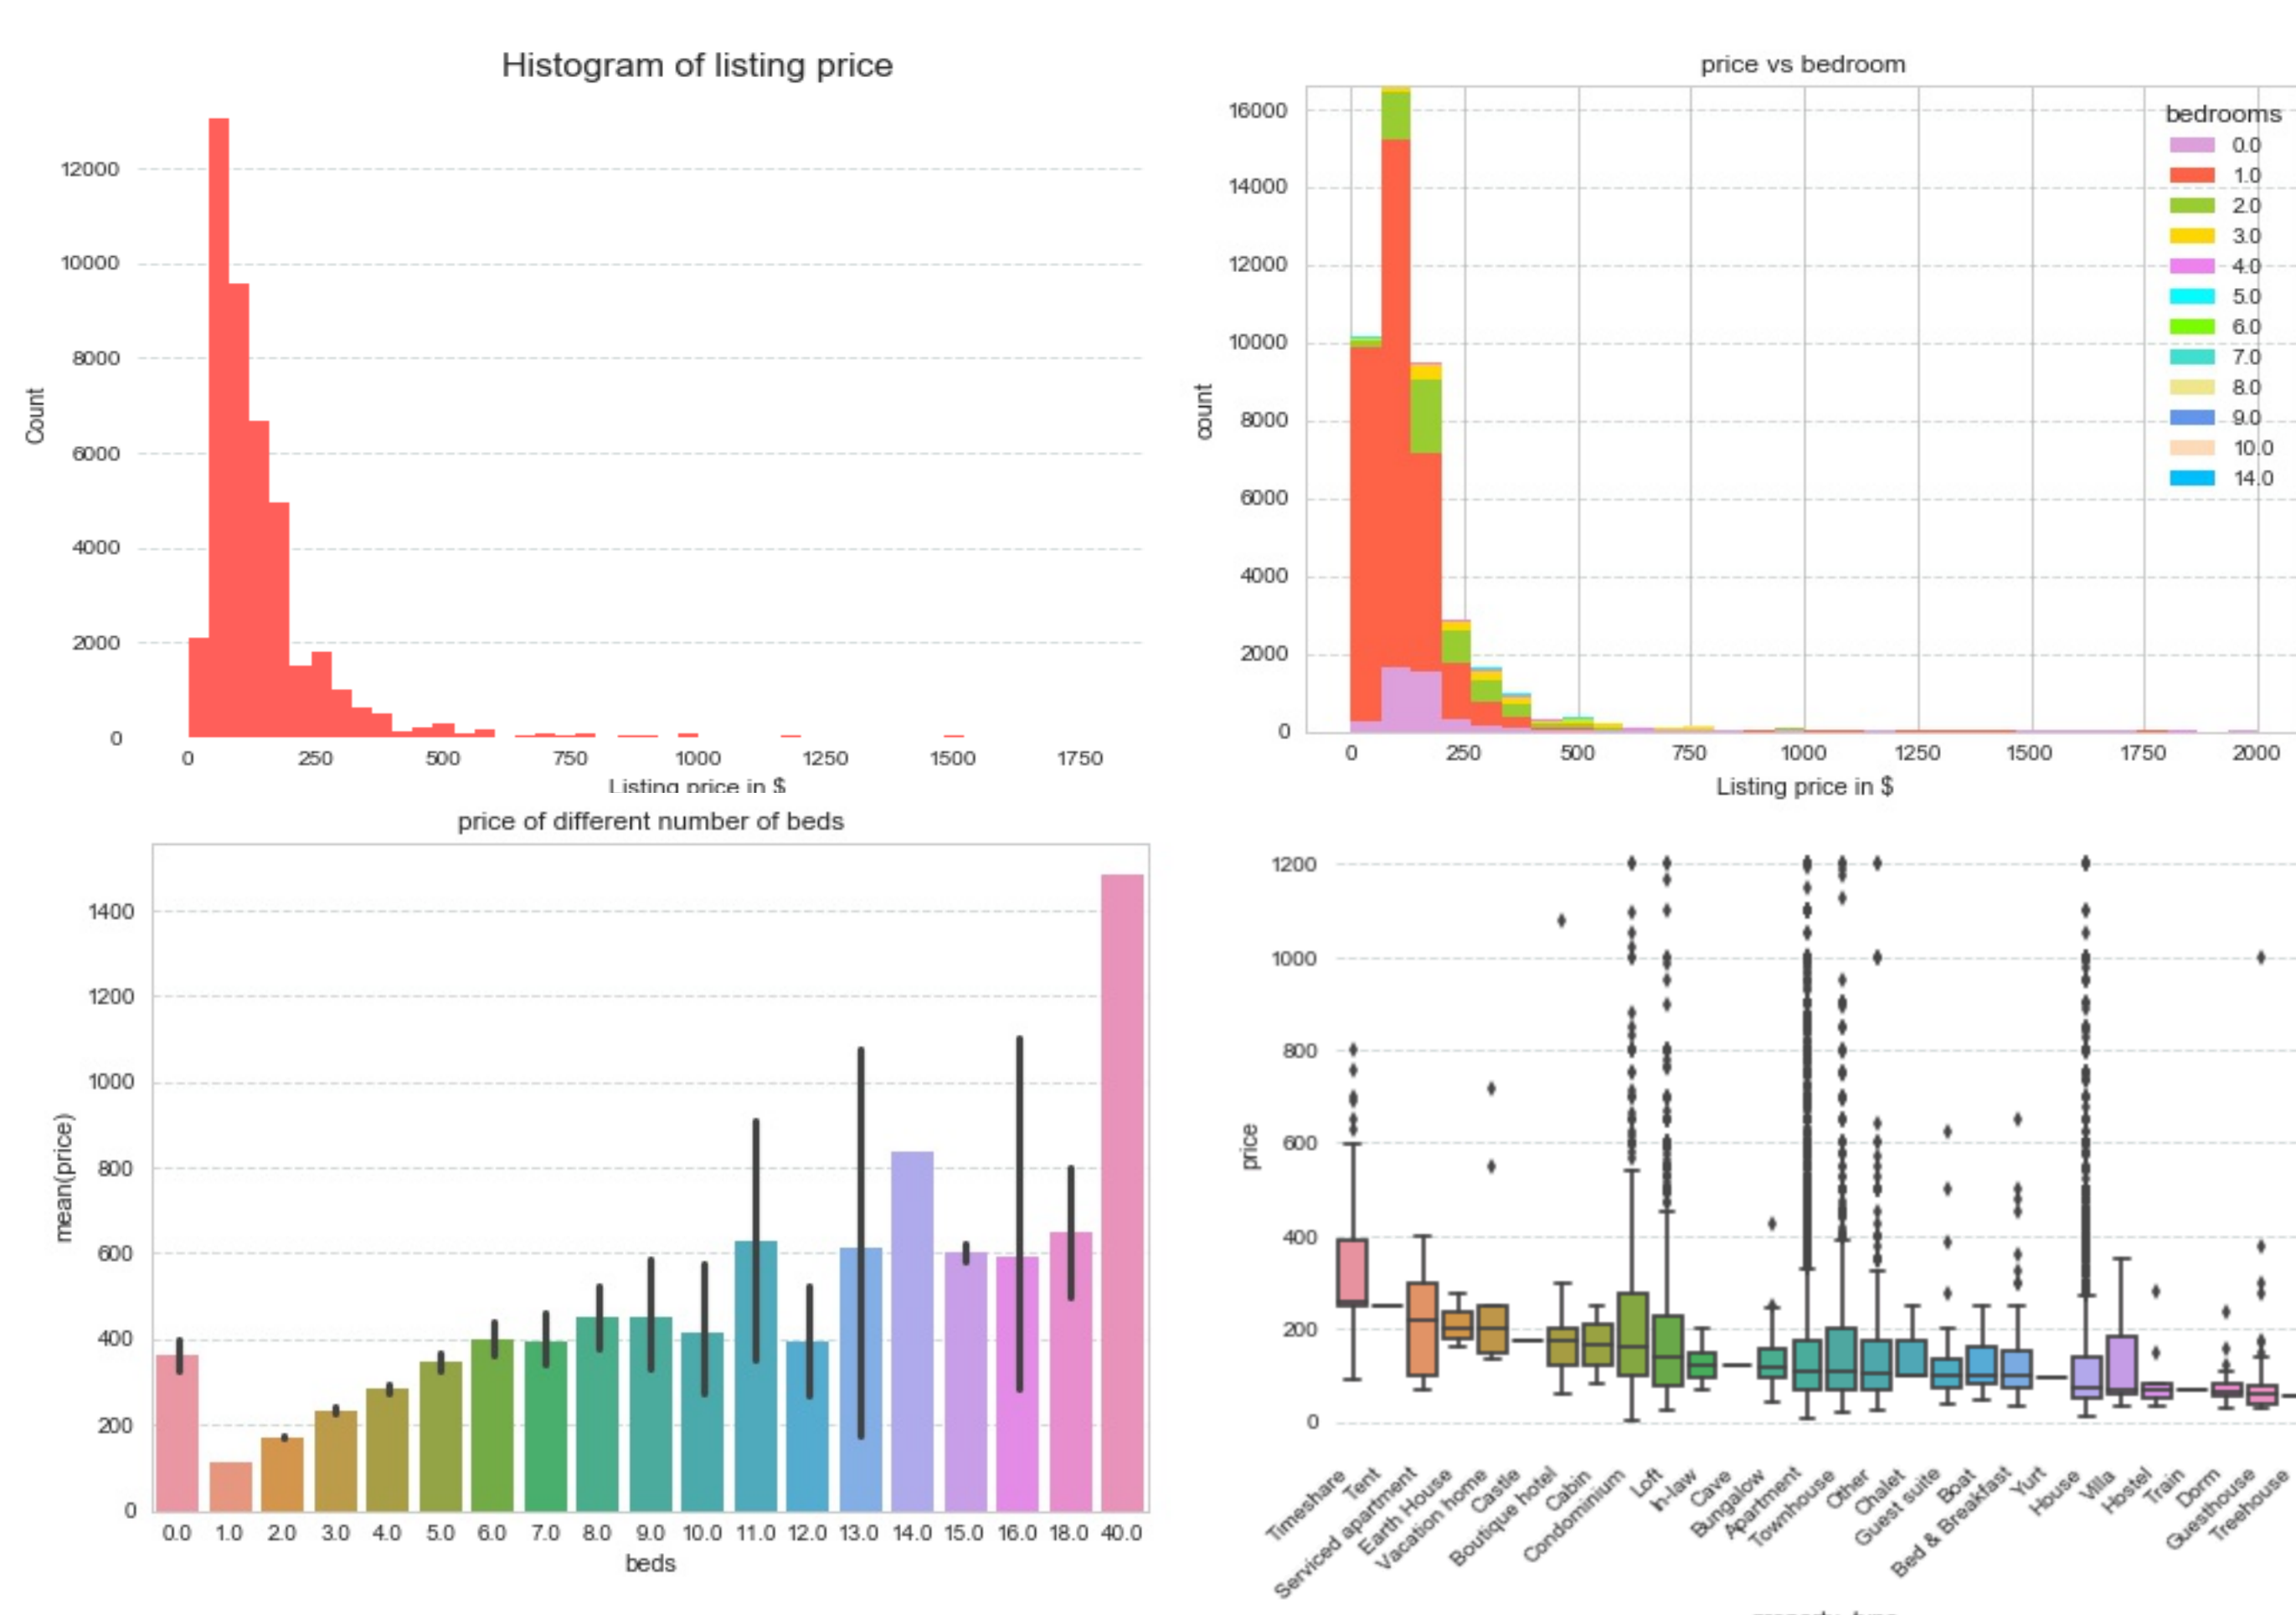 Histogram of listing price
12000
10000
8000
6000
4000
2000
0
Count
0 250 500 750 1000 1250 1500 1750
Listing price in $
price vs bedroom
16000
14000
12000
10000
8000
6000
4000
2000
0
count
bedrooms
0.0
1.0
2.0
3.0
4.0
5.0
6.0
7.0
8.0
9.0
10.0
14.0
0 250 500 750 1000 1250 1500 1750 2000
Listing price in $
price of different number of beds
1400
1200
1000
800
600
400
200
0
mean(price)
0.0 1.0 2.0 3.0 4.0 5.0 6.0 7.0 8.0 9.0 10.0 11.0 12.0 13.0 14.0 15.0 16.0 18.0 40.0
beds
1200
1000
800
600
400
200
0
price
Timeshare
Tent
Serviced apartment
Earth House
Vacation home
Castle
Boutique hotel
Cabin
Condominium
Loft
In-law
Cave
Bungalow
Apartment
Townhouse
Other
Chalet
Guest suite
Boat
Bed & Breakfast
Yurt
House
Villa
Hostel
Train
Dorm
Guesthouse
Treehouse